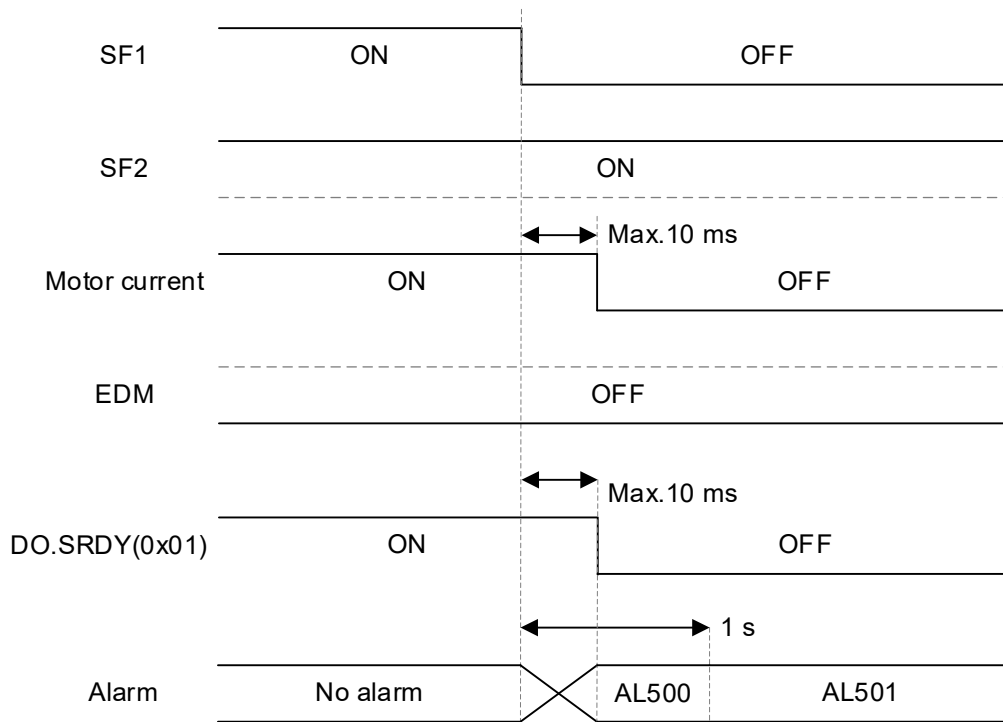 SF1 ON OFF
SF2 ON
Max.10 ms
Motor current ON OFF
EDM OFF
Max.10 ms
DO.SRDY(0x01) ON OFF
1 s
Alarm No alarm AL500 AL501